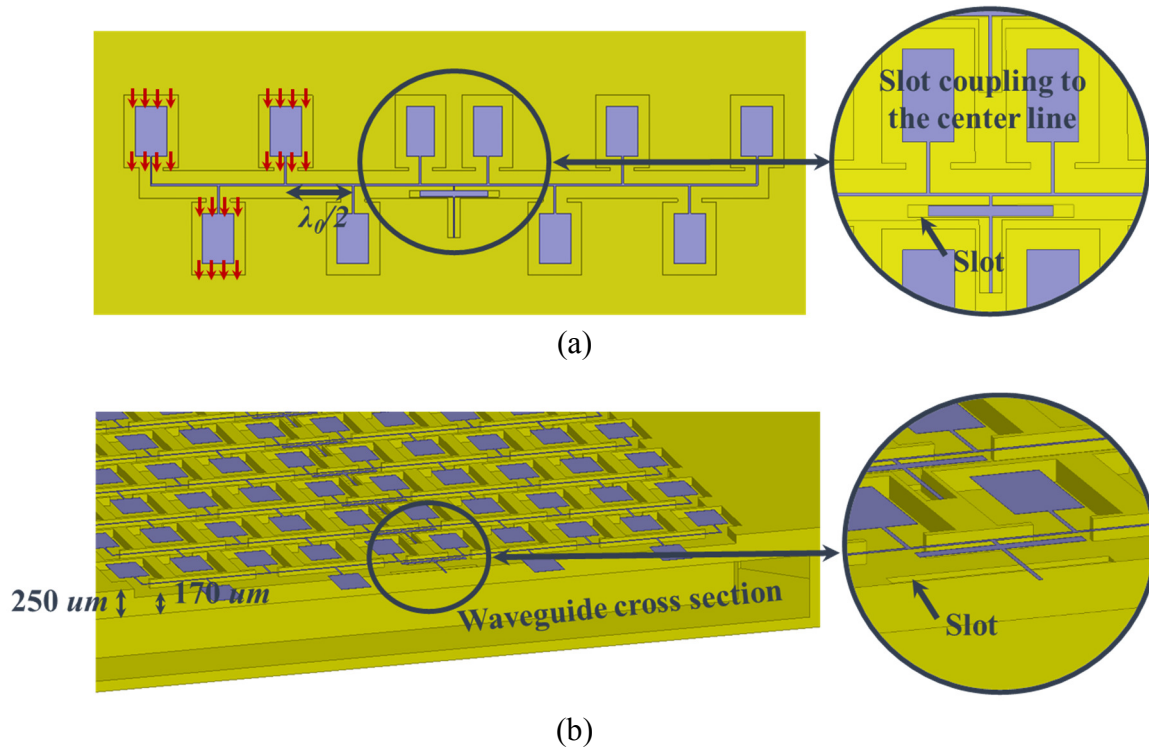 Slot coupling to
the center line
λ₀/2
Slot
(a)
250 um
170 um
Waveguide cross section
Slot
(b)